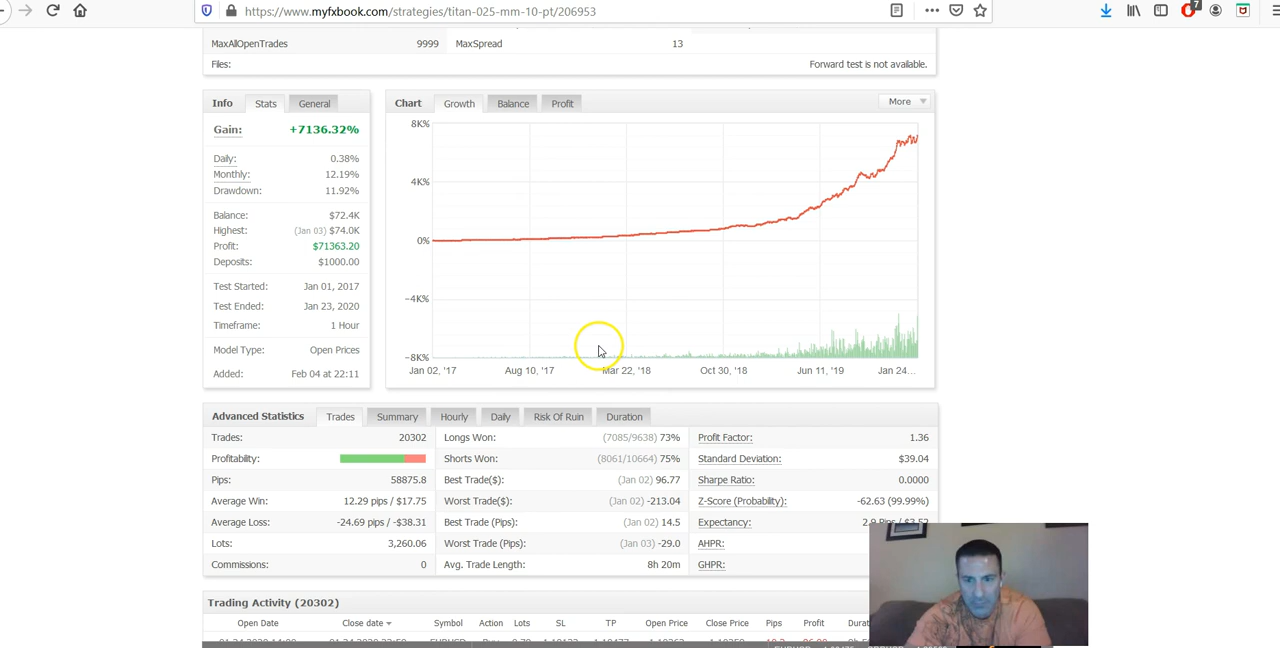 https://www.myfxbook.com/strategies/titan-025-mm-10-pt/206953
7
MaxAllOpenTrades 9999 MaxSpread 13
Files: Forward test is not available.
Info Stats General
Gain: +7136.32%
Daily: 0.38%
Monthly: 12.19%
Drawdown: 11.92%
Balance: $72.4K
Highest: (Jan 03) $74.0K
Profit: $71363.20
Deposits: $1000.00
Test Started: Jan 01, 2017
Test Ended: Jan 23, 2020
Timeframe: 1 Hour
Model Type: Open Prices
Added: Feb 04 at 22:11
Chart Growth Balance Profit More
8K%
4K%
0%
-4K%
-8K%
Jan 02, '17 Aug 10, '17 Mar 22, '18 Oct 30, '18 Jun 11, '19 Jan 24...
Advanced Statistics Trades Summary Hourly Daily Risk Of Ruin Duration
Trades: 20302 Longs Won: (7085/9638) 73% Profit Factor: 1.36
Profitability: Shorts Won: (8061/10664) 75% Standard Deviation: $39.04
Pips: 58875.8 Best Trade($): (Jan 02) 96.77 Sharpe Ratio: 0.0000
Average Win: 12.29 pips / $17.75 Worst Trade($): (Jan 02) -213.04 Z-Score (Probability): -62.63 (99.99%)
Average Loss: -24.69 pips / -$38.31 Best Trade (Pips): (Jan 02) 14.5 Expectancy: 2.9 Pips / $3.52
Lots: 3,260.06 Worst Trade (Pips): (Jan 03) -29.0 AHPR:
Commissions: 0 Avg. Trade Length: 8h 20m GHPR:
Trading Activity (20302)
Open Date Close date Symbol Action Lots SL TP Open Price Close Price Pips Profit